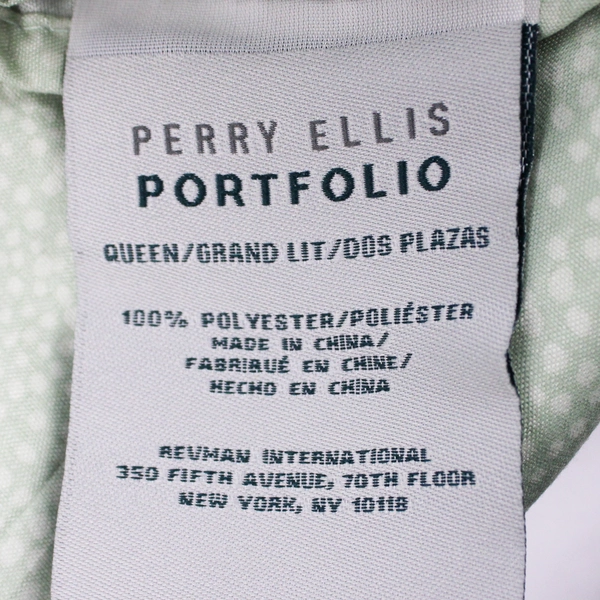 PERRY ELLIS
PORTFOLIO
QUEEN/GRAND LIT/DOS PLAZAS
100% POLYESTER/POLIÉSTER
MADE IN CHINA/
FABRIRUÉ EN CHINE/
HECHO EN CHINA
REVMAN INTERNATIONAL
350 FIFTH AVENUE, 70TH FLOOR
NEW YORK, NY 10118